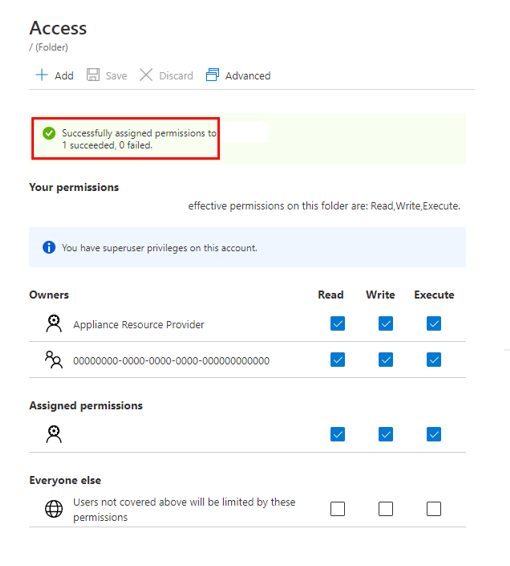 Access
/ (Folder)
Add Save Discard Advanced
Successfully assigned permissions to
1 succeeded, 0 failed.
Your permissions
effective permissions on this folder are: Read,Write,Execute.
You have superuser privileges on this account.
Owners Read Write Execute
Appliance Resource Provider
00000000-0000-0000-0000-000000000000
Assigned permissions
Everyone else
Users not covered above will be limited by these
permissions